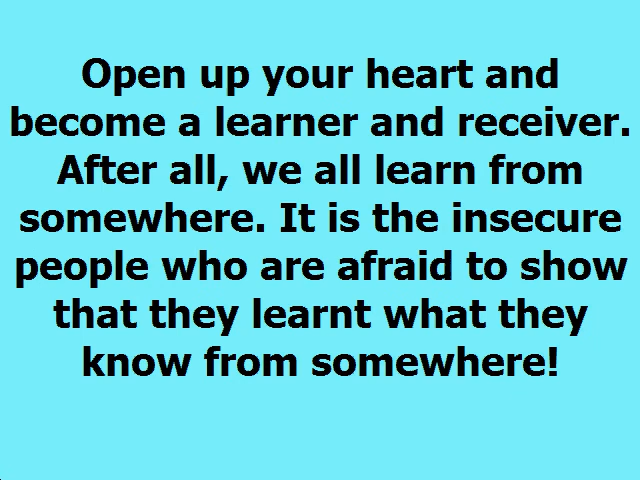 Open up your heart and
become a learner and receiver.
After all, we all learn from
somewhere. It is the insecure
people who are afraid to show
that they learnt what they
know from somewhere!